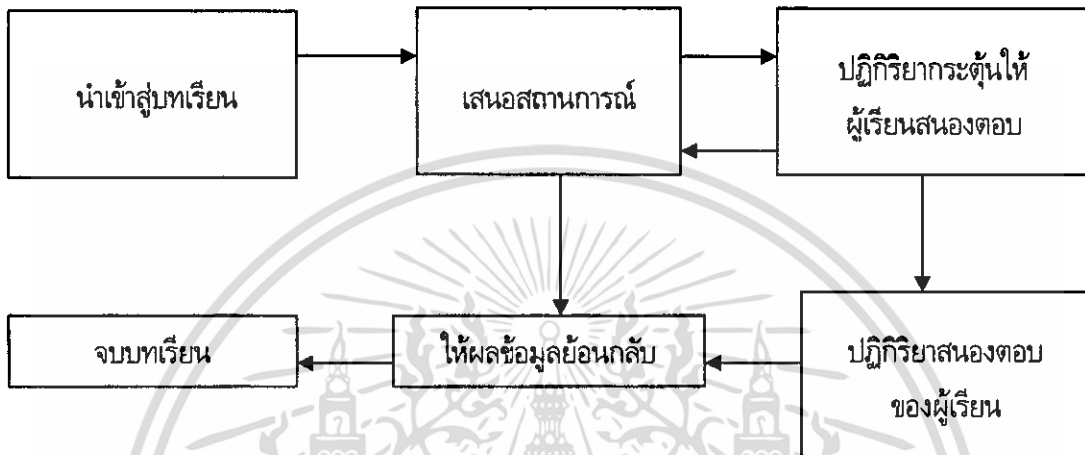 นำเข้าสู่บทเรียน
เสนอสถานการณ์
ปฏิกิริยากระตุ้นให้
ผู้เรียนสนองตอบ
จบบทเรียน
ให้ผลข้อมูลย้อนกลับ
ปฏิกิริยาสนองตอบ
ของผู้เรียน